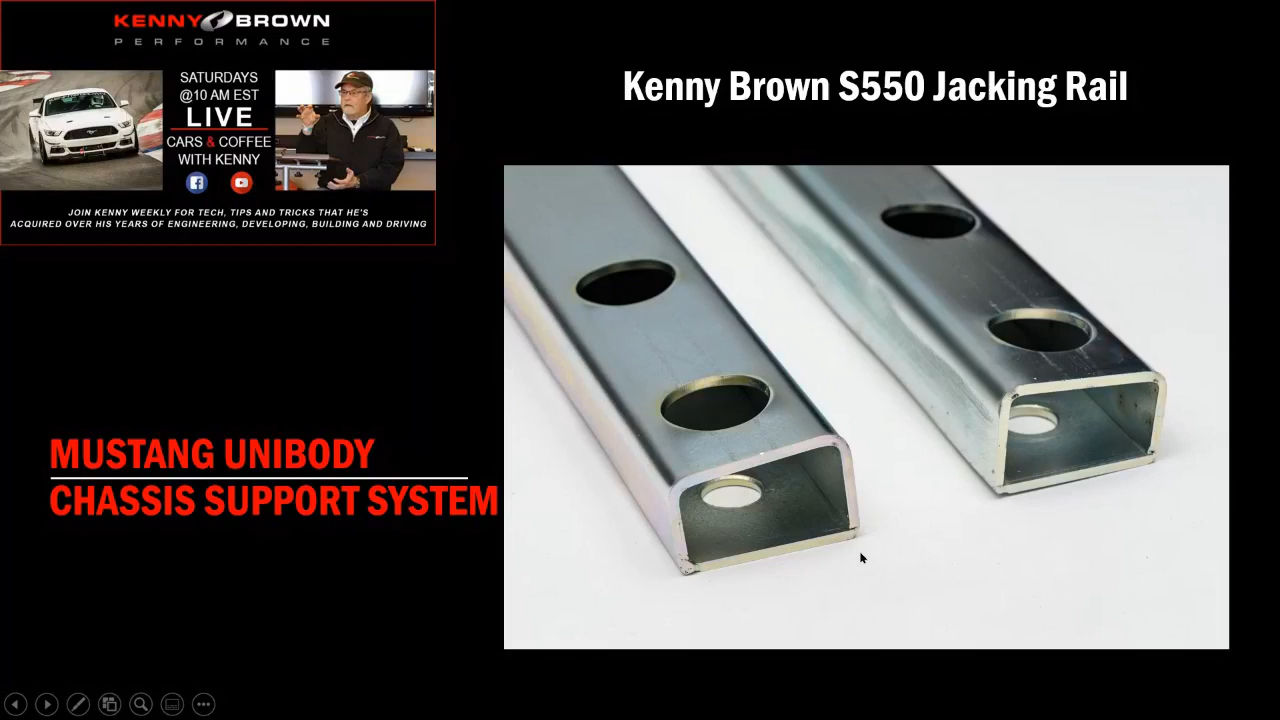 KENNY BROWN
PERFORMANCE
SATURDAYS
@10 AM EST
LIVE
CARS & COFFEE
WITH KENNY
JOIN KENNY WEEKLY FOR TECH, TIPS AND TRICKS THAT HE'S
ACQUIRED OVER HIS YEARS OF ENGINEERING, DEVELOPING, BUILDING AND DRIVING
Kenny Brown S550 Jacking Rail
MUSTANG UNIBODY
CHASSIS SUPPORT SYSTEM